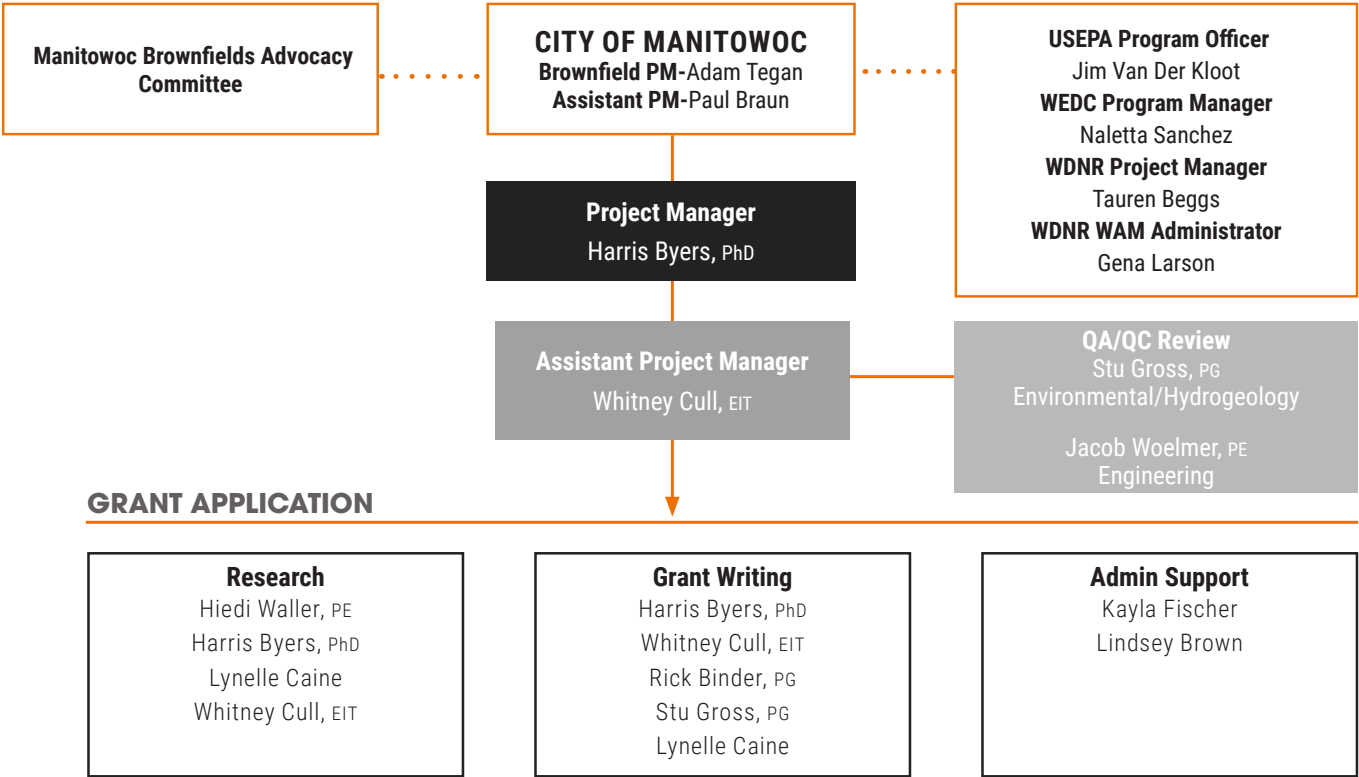 Manitowoc Brownfields Advocacy
Committee
CITY OF MANITOWOC
Brownfield PM-Adam Tegan
Assistant PM-Paul Braun
USEPA Program Officer
Jim Van Der Kloot
WEDC Program Manager
Naletta Sanchez
WDNR Project Manager
Tauren Beggs
WDNR WAM Administrator
Gena Larson
Project Manager
Harris Byers, PhD
Assistant Project Manager
Whitney Cull, EIT
QA/QC Review
Stu Gross, PG
Environmental/Hydrogeology
Jacob Woelmer, PE
Engineering
GRANT APPLICATION
Research
Hiedi Waller, PE
Harris Byers, PhD
Lynelle Caine
Whitney Cull, EIT
Grant Writing
Harris Byers, PhD
Whitney Cull, EIT
Rick Binder, PG
Stu Gross, PG
Lynelle Caine
Admin Support
Kayla Fischer
Lindsey Brown